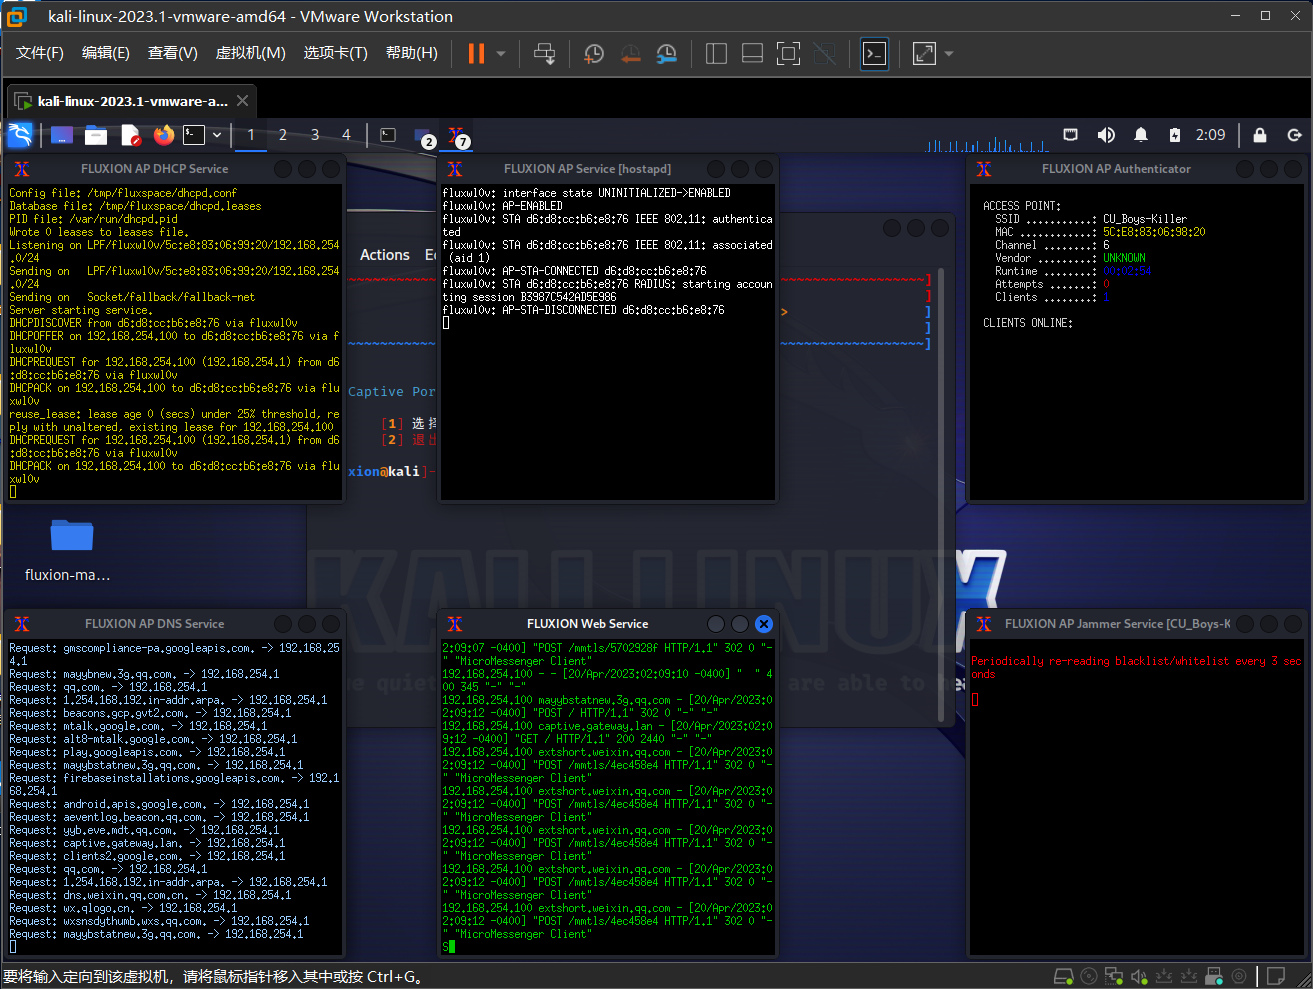 kali-linux-2023.1-vmware-amd64 - VMware Workstation
文件(F) 编辑(E) 查看(V) 虚拟机(M) 选项卡(T) 帮助(H)
kali-linux-2023.1-vmware-a...
1 2 3 4 2 7 2:09
FLUXION AP DHCP Service
Config file: /tmp/fluxspace/dhcpd.conf
Database file: /tmp/fluxspace/dhcpd.leases
PID file: /var/run/dhcpd.pid
Wrote 0 leases to leases file.
Listening on LPF/fluxwl0v/5c:e8:83:06:99:20/192.168.254
.0/24
Sending on   LPF/fluxwl0v/5c:e8:83:06:99:20/192.168.254
.0/24
Sending on   Socket/fallback/fallback-net
Server starting service.
DHCPDISCOVER from d6:d8:cc:b6:e8:76 via fluxwl0v
DHCPOFFER on 192.168.254.100 to d6:d8:cc:b6:e8:76 via f
luxwl0v
DHCPREQUEST for 192.168.254.100 (192.168.254.1) from d6
:d8:cc:b6:e8:76 via fluxwl0v
DHCPACK on 192.168.254.100 to d6:d8:cc:b6:e8:76 via flu
xwl0v
reuse_lease: lease age 0 (secs) under 25% threshold, re
ply with unaltered, existing lease for 192.168.254.100
DHCPREQUEST for 192.168.254.100 (192.168.254.1) from d6
:d8:cc:b6:e8:76 via fluxwl0v
DHCPACK on 192.168.254.100 to d6:d8:cc:b6:e8:76 via flu
xwl0v
FLUXION AP Service [hostapd]
fluxwl0v: interface state UNINITIALIZED->ENABLED
fluxwl0v: AP-ENABLED
fluxwl0v: STA d6:d8:cc:b6:e8:76 IEEE 802.11: authentica
ted
fluxwl0v: STA d6:d8:cc:b6:e8:76 IEEE 802.11: associated
 (aid 1)
fluxwl0v: AP-STA-CONNECTED d6:d8:cc:b6:e8:76
fluxwl0v: STA d6:d8:cc:b6:e8:76 RADIUS: starting accoun
ting session B3987C542AD5E986
fluxwl0v: AP-STA-DISCONNECTED d6:d8:cc:b6:e8:76
FLUXION AP Authenticator
ACCESS POINT:
SSID ...........: CU_Boys-Killer
MAC ............: 5C:E8:83:06:98:20
Channel ........: 6
Vendor .........: UNKNOWN
Runtime ........: 00:02:54
Attempts .......: 0
Clients ........: 1
CLIENTS ONLINE:
Actions
Captive Por
[1] 选择
[2] 退出
xion@kali]-
KALI LINUX
fluxion-ma...
FLUXION AP DNS Service
Request: gmscompliance-pa.googleapis.com. -> 192.168.25
4.1
Request: mayybnew.3g.qq.com. -> 192.168.254.1
Request: qq.com. -> 192.168.254.1
Request: 1.254.168.192.in-addr.arpa. -> 192.168.254.1
Request: beacons.gcp.gvt2.com. -> 192.168.254.1
Request: mtalk.google.com. -> 192.168.254.1
Request: alt8-mtalk.google.com. -> 192.168.254.1
Request: play.googleapis.com. -> 192.168.254.1
Request: mayybstatnew.3g.qq.com. -> 192.168.254.1
Request: firebaseinstallations.googleapis.com. -> 192.1
68.254.1
Request: android.apis.google.com. -> 192.168.254.1
Request: aeventlog.beacon.qq.com. -> 192.168.254.1
Request: yyb.eve.mdt.qq.com. -> 192.168.254.1
Request: captive.gateway.lan. -> 192.168.254.1
Request: clients2.google.com. -> 192.168.254.1
Request: qq.com. -> 192.168.254.1
Request: 1.254.168.192.in-addr.arpa. -> 192.168.254.1
Request: dns.weixin.qq.com.cn. -> 192.168.254.1
Request: wx.qlogo.cn. -> 192.168.254.1
Request: wxsnsdythumb.wxs.qq.com. -> 192.168.254.1
Request: mayybstatnew.3g.qq.com. -> 192.168.254.1
FLUXION Web Service
2:09:07 -0400] "POST /mmtls/5702928f HTTP/1.1" 302 0 "-
" "MicroMessenger Client"
192.168.254.100 - - [20/Apr/2023:02:09:10 -0400] "  " 4
00 345 "-" "-"
192.168.254.100 mayybstatnew.3g.qq.com - [20/Apr/2023:0
2:09:12 -0400] "POST / HTTP/1.1" 302 0 "-" "-"
192.168.254.100 captive.gateway.lan - [20/Apr/2023:02:0
9:12 -0400] "GET / HTTP/1.1" 200 2440 "-" "-"
192.168.254.100 extshort.weixin.qq.com - [20/Apr/2023:0
2:09:12 -0400] "POST /mmtls/4ec458e4 HTTP/1.1" 302 0 "-
" "MicroMessenger Client"
192.168.254.100 extshort.weixin.qq.com - [20/Apr/2023:0
2:09:12 -0400] "POST /mmtls/4ec458e4 HTTP/1.1" 302 0 "-
" "MicroMessenger Client"
192.168.254.100 extshort.weixin.qq.com - [20/Apr/2023:0
2:09:12 -0400] "POST /mmtls/4ec458e4 HTTP/1.1" 302 0 "-
" "MicroMessenger Client"
192.168.254.100 extshort.weixin.qq.com - [20/Apr/2023:0
2:09:12 -0400] "POST /mmtls/4ec458e4 HTTP/1.1" 302 0 "-
" "MicroMessenger Client"
192.168.254.100 extshort.weixin.qq.com - [20/Apr/2023:0
2:09:12 -0400] "POST /mmtls/4ec458e4 HTTP/1.1" 302 0 "-
" "MicroMessenger Client"
S
FLUXION AP Jammer Service [CU_Boys-K
Periodically re-reading blacklist/whitelist every 3 sec
onds
要将输入定向到该虚拟机，请将鼠标指针移入其中或按 Ctrl+G。